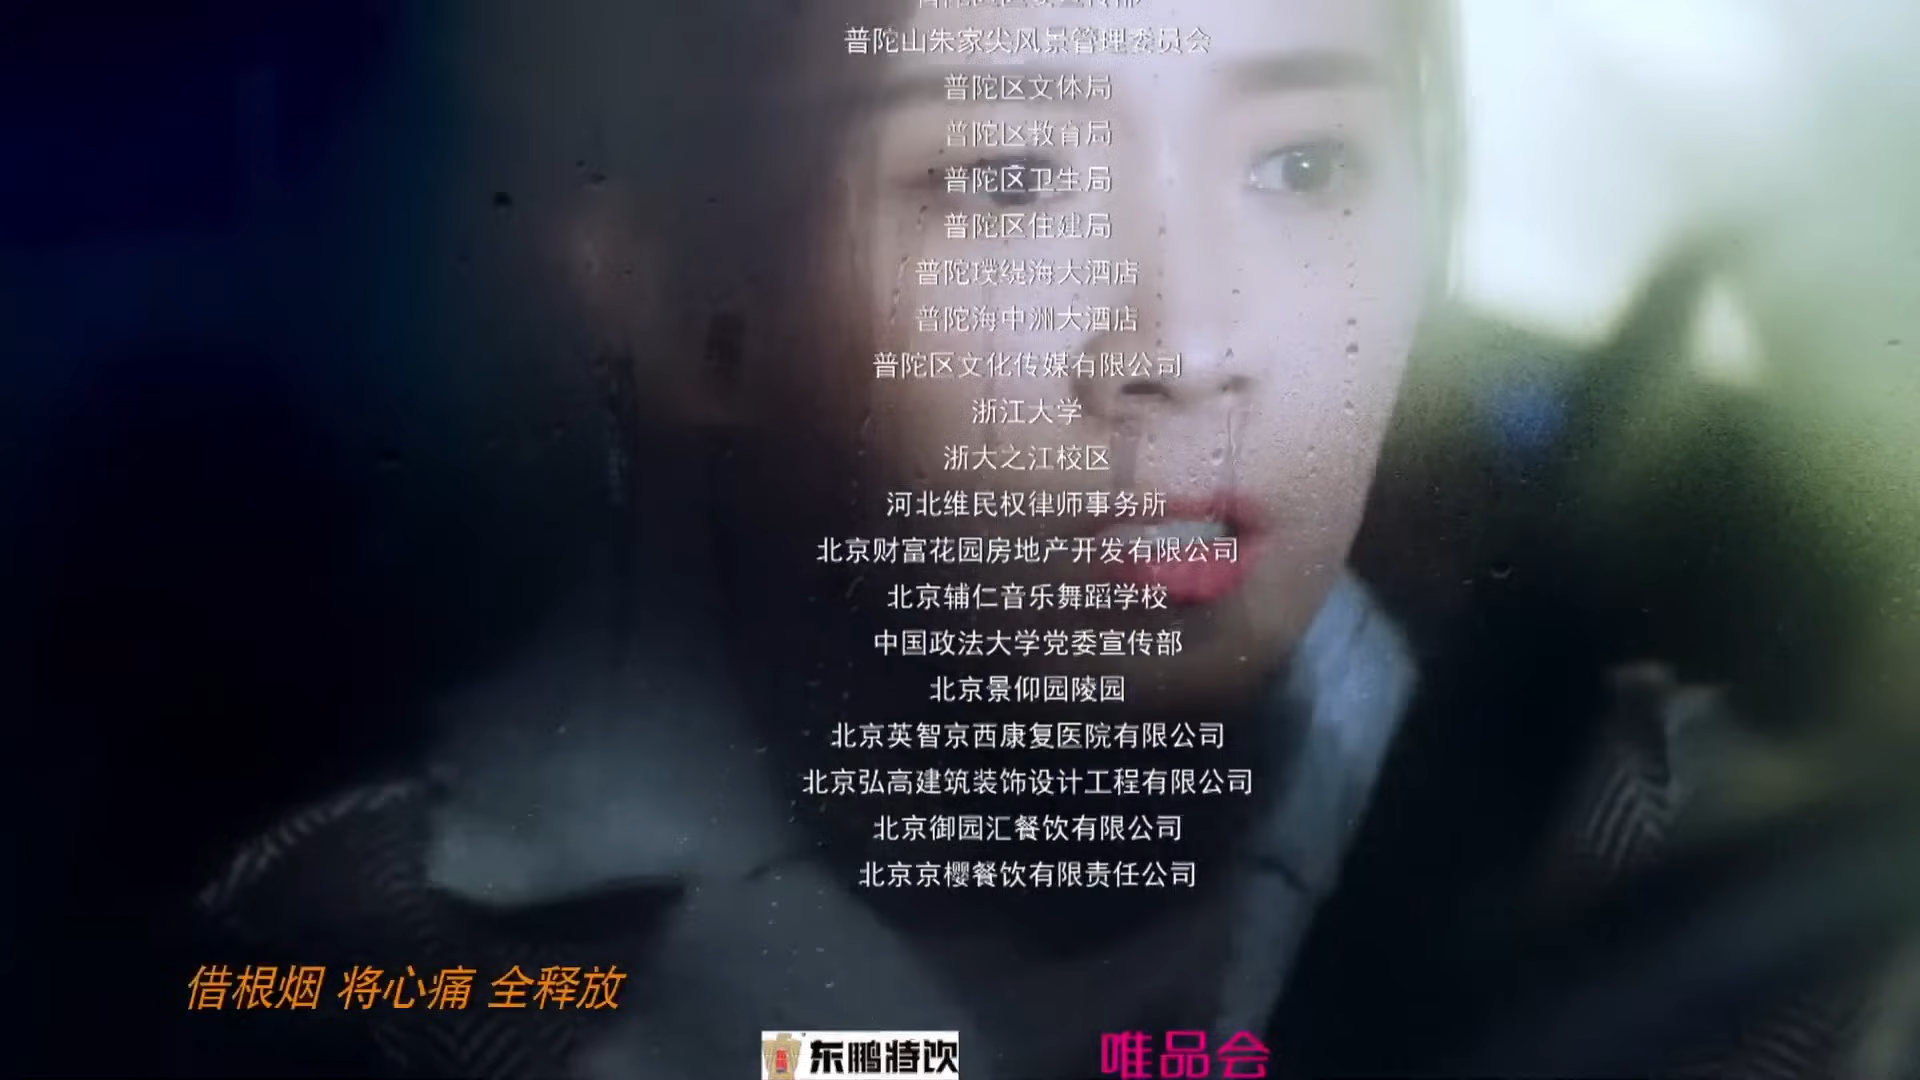 普陀山朱家尖风景管理委员会
普陀区文体局
普陀区教育局
普陀区卫生局
普陀区住建局
普陀璞缇海大酒店
普陀海中洲大酒店
普陀区文化传媒有限公司
浙江大学
浙大之江校区
河北维民权律师事务所
北京财富花园房地产开发有限公司
北京辅仁音乐舞蹈学校
中国政法大学党委宣传部
北京景仰园陵园
北京英智京西康复医院有限公司
北京弘高建筑装饰设计工程有限公司
北京御园汇餐饮有限公司
北京京樱餐饮有限责任公司
借根烟 将心痛 全释放
东鹏特饮
唯品会